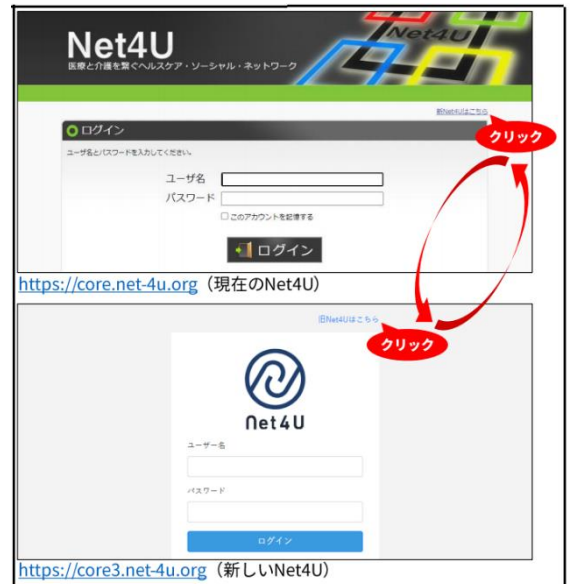 Net4U
Net4U
医療と介護を繋ぐヘルスケア・ソーシャル・ネットワーク
新Net4Uはこちら
ログイン
クリック
ユーザ名とパスワードを入力してください。
ユーザ名
パスワード
このアカウントを記憶する
ログイン
https://core.net-4u.org（現在のNet4U）
旧Net4Uはこちら
クリック
Net4U
ユーザー名
パスワード
ログイン
https://core3.net-4u.org（新しいNet4U）